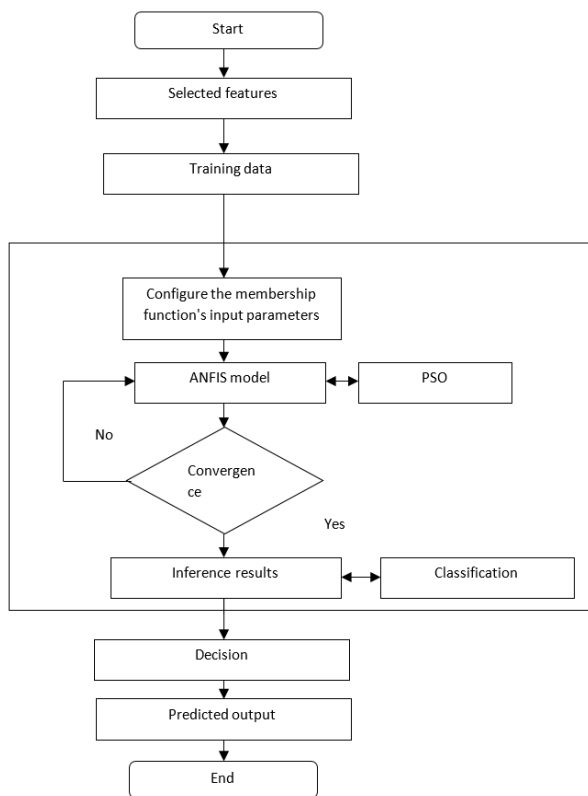 Start
Selected features
Training data
Configure the membership
function's input parameters
ANFIS model
PSO
No
Convergen
ce
Yes
Inference results
Classification
Decision
Predicted output
End